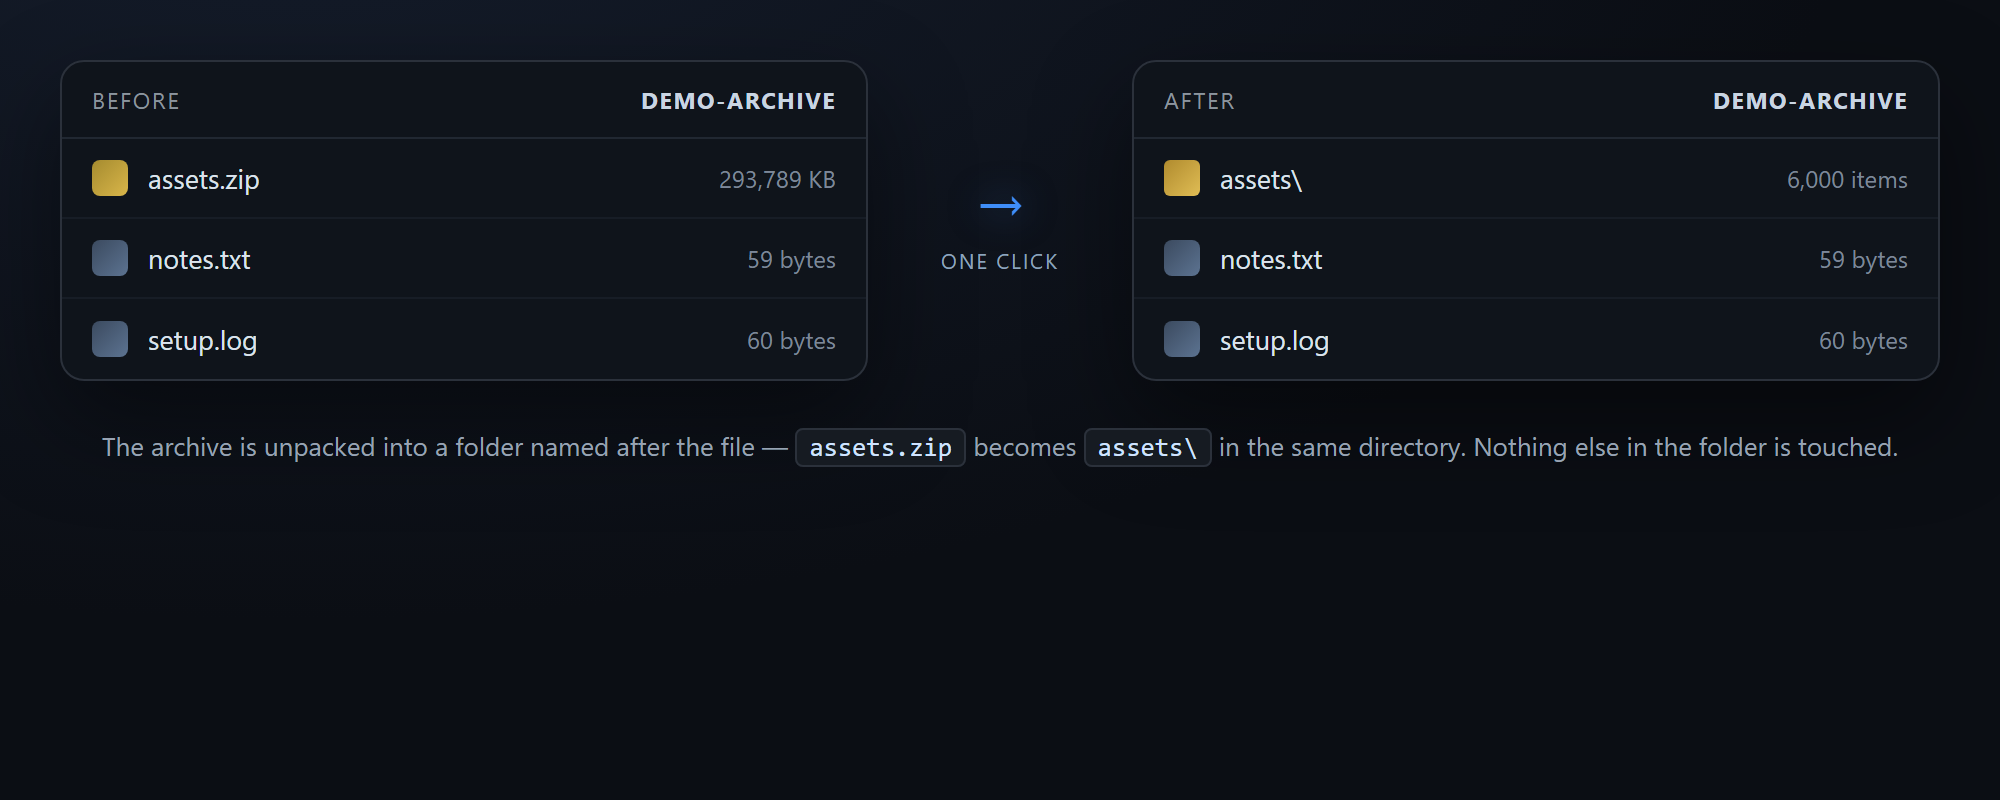 BEFORE DEMO-ARCHIVE
assets.zip 293,789 KB
notes.txt 59 bytes
setup.log 60 bytes
→
ONE CLICK
AFTER DEMO-ARCHIVE
assets\ 6,000 items
notes.txt 59 bytes
setup.log 60 bytes
The archive is unpacked into a folder named after the file — assets.zip becomes assets\ in the same directory. Nothing else in the folder is touched.